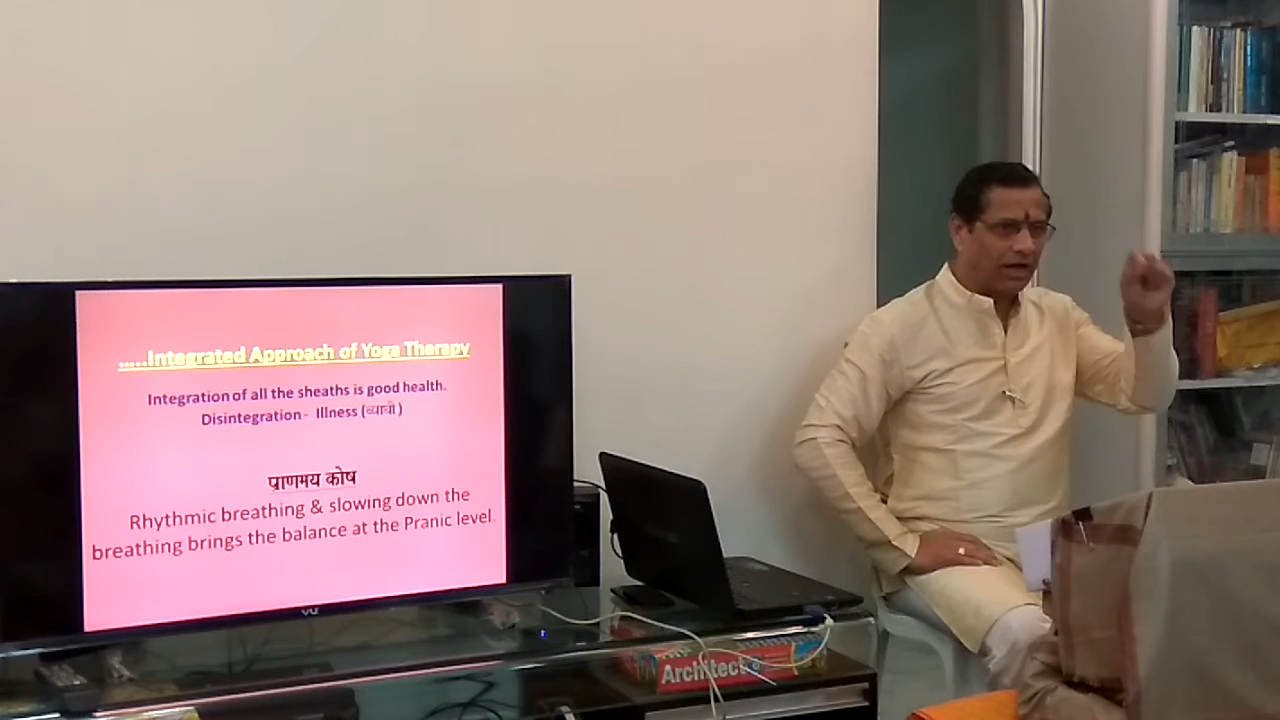 .....Integrated Approach of Yoga Therapy
Integration of all the sheaths is good health.
Disintegration - Illness (व्याधी)
प्राणमय कोष
Rhythmic breathing & slowing down the
breathing brings the balance at the Pranic level.
VU
Architect